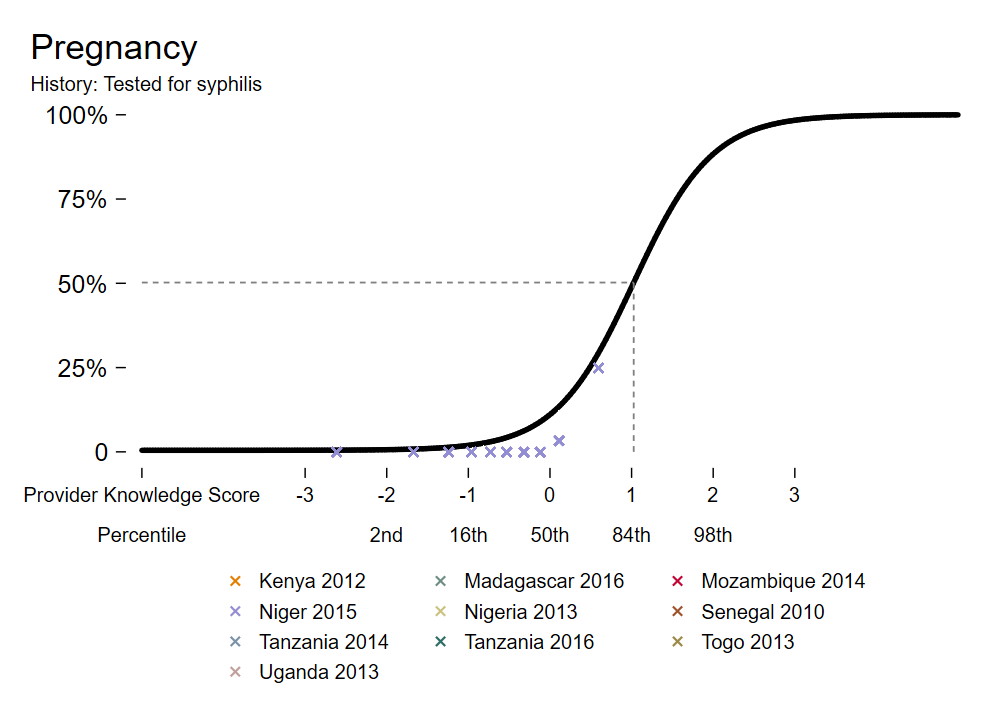 Pregnancy
History: Tested for syphilis
100%
75%
50%
25%
0
Provider Knowledge Score -3 -2 -1 0 1 2 3
Percentile 2nd 16th 50th 84th 98th
Kenya 2012 Madagascar 2016 Mozambique 2014
Niger 2015 Nigeria 2013 Senegal 2010
Tanzania 2014 Tanzania 2016 Togo 2013
Uganda 2013